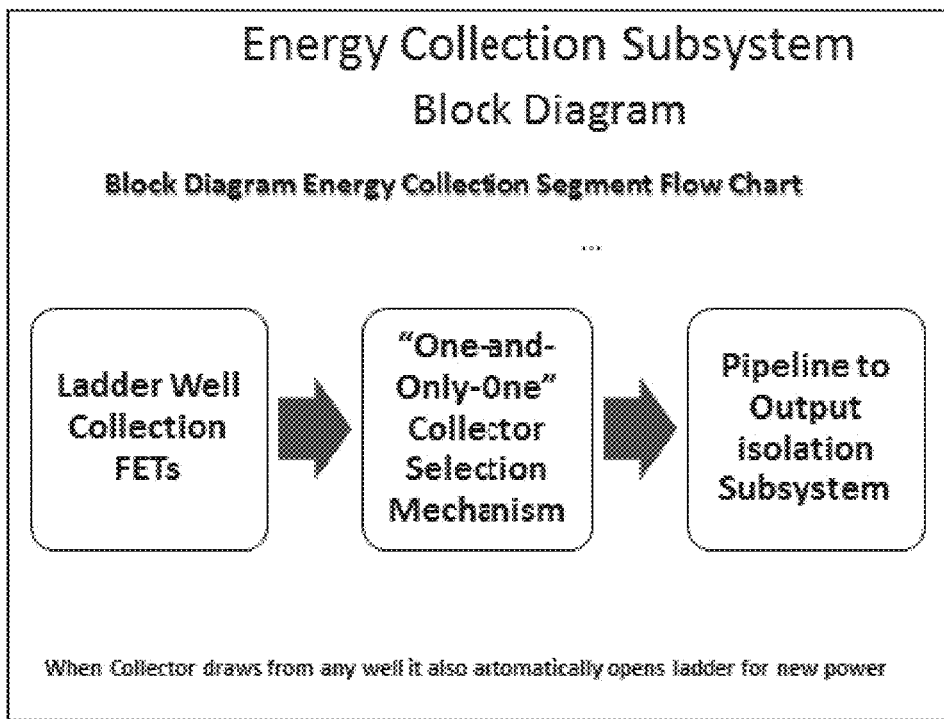 Energy Collection Subsystem
Block Diagram
Block Diagram Energy Collection Segment Flow Chart
...
Ladder Well
Collection
FETs
"One-and-
Only-One"
Collector
Selection
Mechanism
Pipeline to
Output
isolation
Subsystem
When Collector draws from any well it also artomatically opens ladder for new power